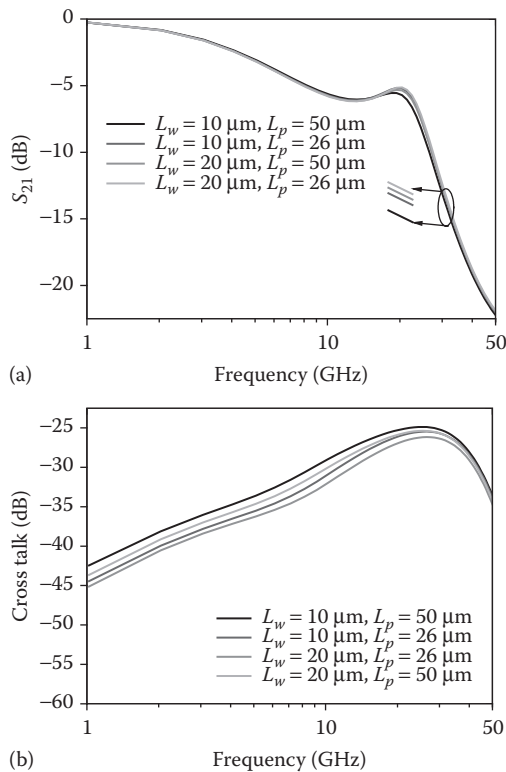 0
−5
−10
−15
−20
S21 (dB)
Lw = 10 μm, Lp = 50 μm
Lw = 10 μm, Lp = 26 μm
Lw = 20 μm, Lp = 50 μm
Lw = 20 μm, Lp = 26 μm
1
10
50
(a)
Frequency (GHz)
−25
−30
−35
−40
−45
−50
−55
−60
Cross talk (dB)
Lw = 10 μm, Lp = 50 μm
Lw = 10 μm, Lp = 26 μm
Lw = 20 μm, Lp = 26 μm
Lw = 20 μm, Lp = 50 μm
1
10
50
(b)
Frequency (GHz)